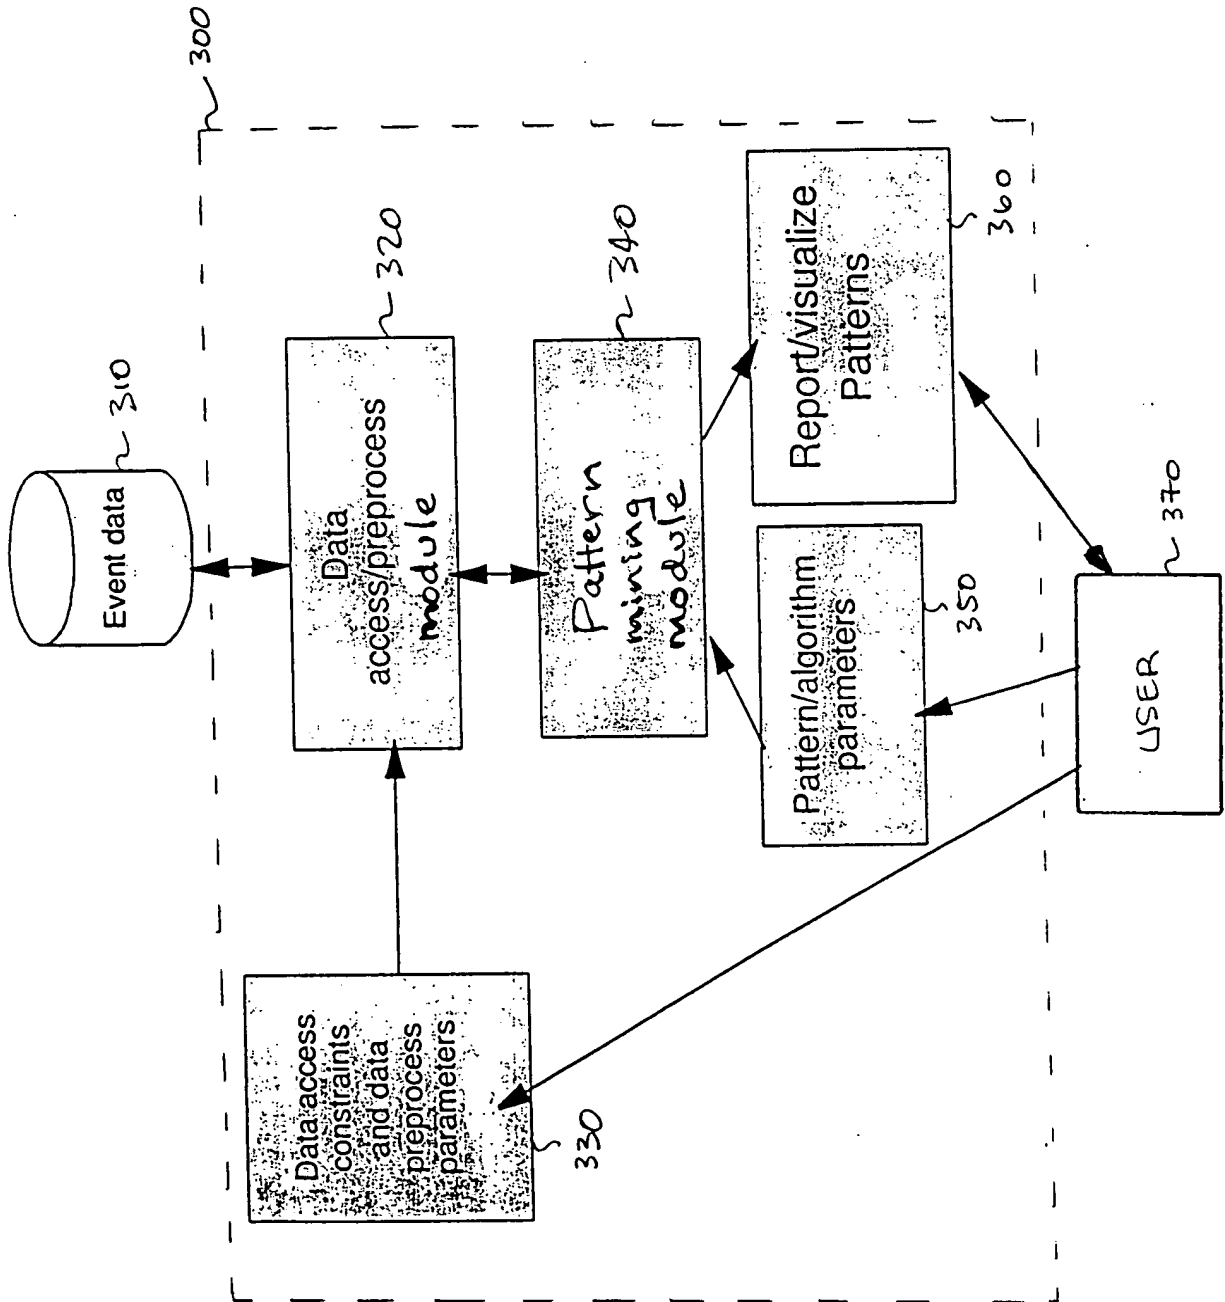 300
Event data
310
Data
access/preprocess
module
320
Data access
constraints
and data
preprocess
parameters
330
Pattern
mining
module
340
Pattern/algorithm
parameters
350
Report/visualize
Patterns
360
USER
370